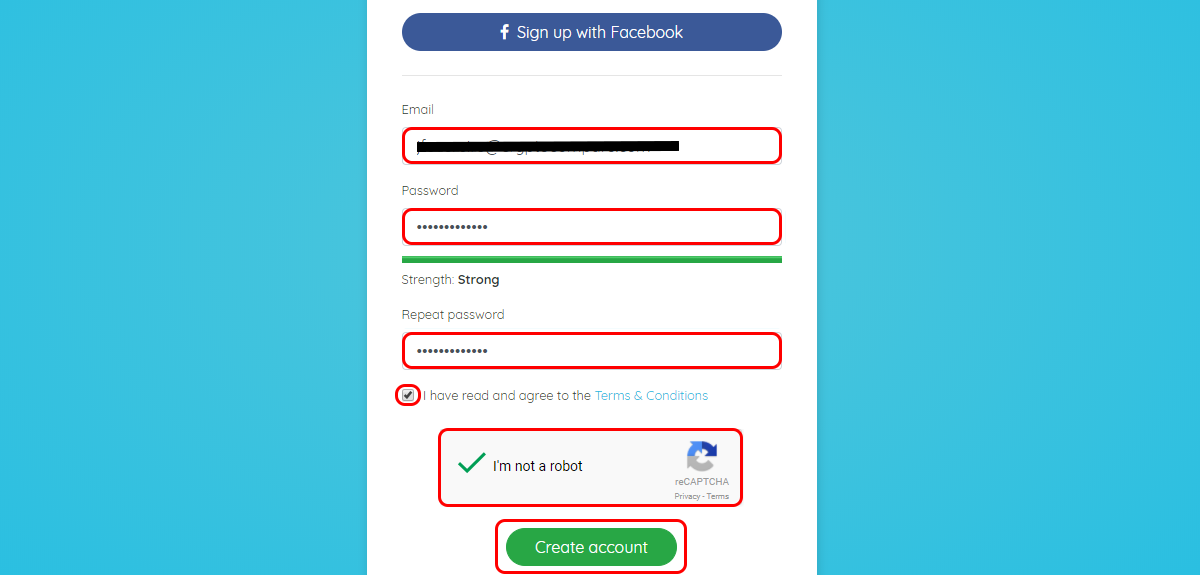 Sign up with Facebook
Email
Password
•••••••••••••
Strength: Strong
Repeat password
•••••••••••••
I have read and agree to the Terms & Conditions
I'm not a robot
reCAPTCHA
Privacy - Terms
Create account